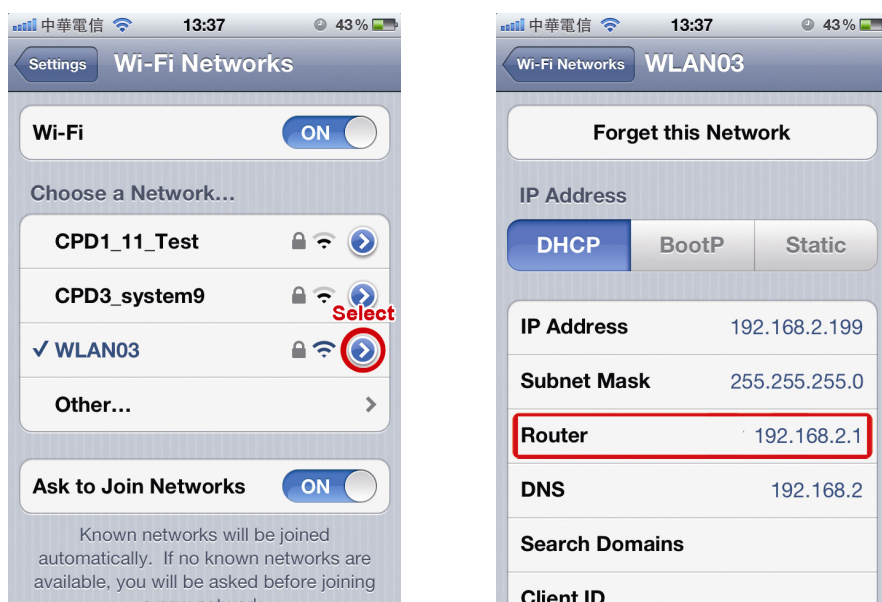 中華電信 13:37 43%
Settings Wi-Fi Networks
Wi-Fi ON
Choose a Network...
CPD1_11_Test
CPD3_system9
Select
✓ WLAN03
Other...
Ask to Join Networks ON
Known networks will be joined
automatically. If no known networks are
available, you will be asked before joining
中華電信 13:37 43%
Wi-Fi Networks WLAN03
Forget this Network
IP Address
DHCP BootP Static
IP Address 192.168.2.199
Subnet Mask 255.255.255.0
Router 192.168.2.1
DNS 192.168.2
Search Domains
Client ID